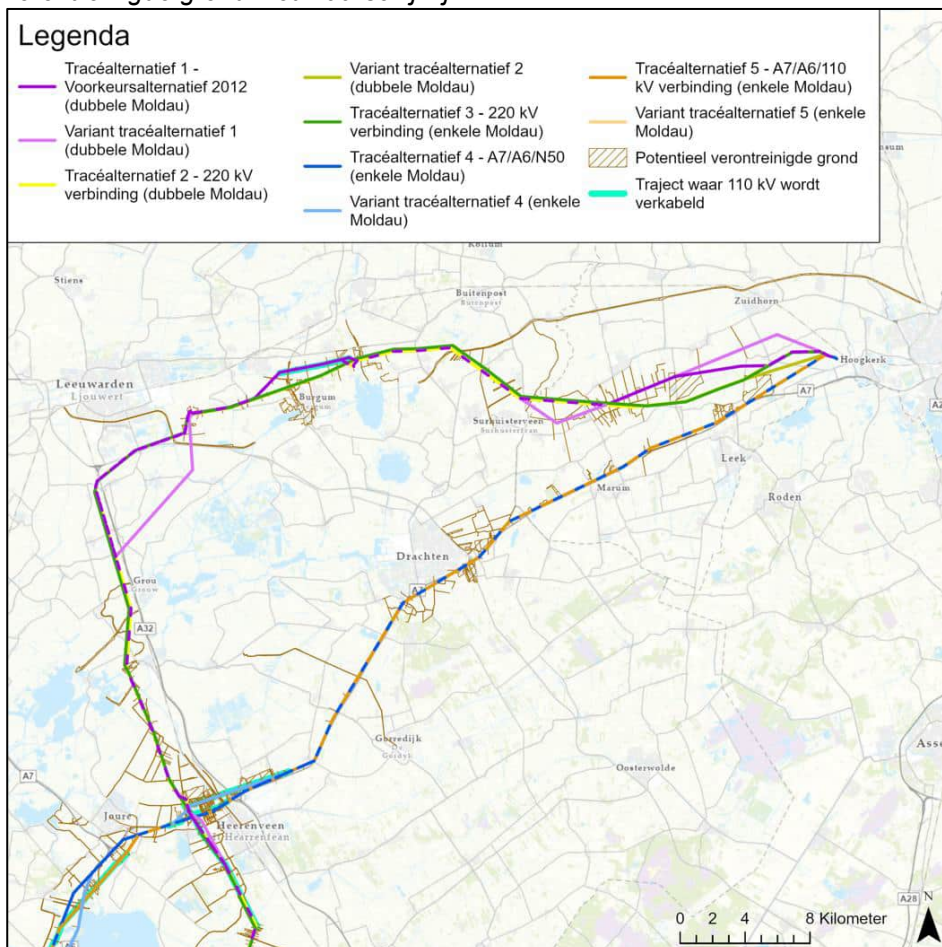 Legenda
Tracéalternatief 1 -
Voorkeursalternatief 2012
(dubbele Moldau)
Variant tracéalternatief 1
(dubbele Moldau)
Tracéalternatief 2 - 220 kV
verbinding (dubbele Moldau)
Variant tracéalternatief 2
(dubbele Moldau)
Tracéalternatief 3 - 220 kV
verbinding (enkele Moldau)
Tracéalternatief 4 - A7/A6/N50
(enkele Moldau)
Variant tracéalternatief 4 (enkele
Moldau)
Tracéalternatief 5 - A7/A6/110
kV verbinding (enkele Moldau)
Variant tracéalternatief 5 (enkele
Moldau)
Potentieel verontreinigde grond
Traject waar 110 kV wordt
verkabeld
Kollum
Stiens
Buitenpost
Buitenpost
Zuidhorn
Hoogkerk
Leeuwarden
Ljouwert
Burgum
A7
Surhuisterveen
Leek
Marum
Roden
Drachten
Grou
A32
Gorredijk
Oosterwolde
A7
Joure
Heerenveen
A28
N
0 2 4 8 Kilometer